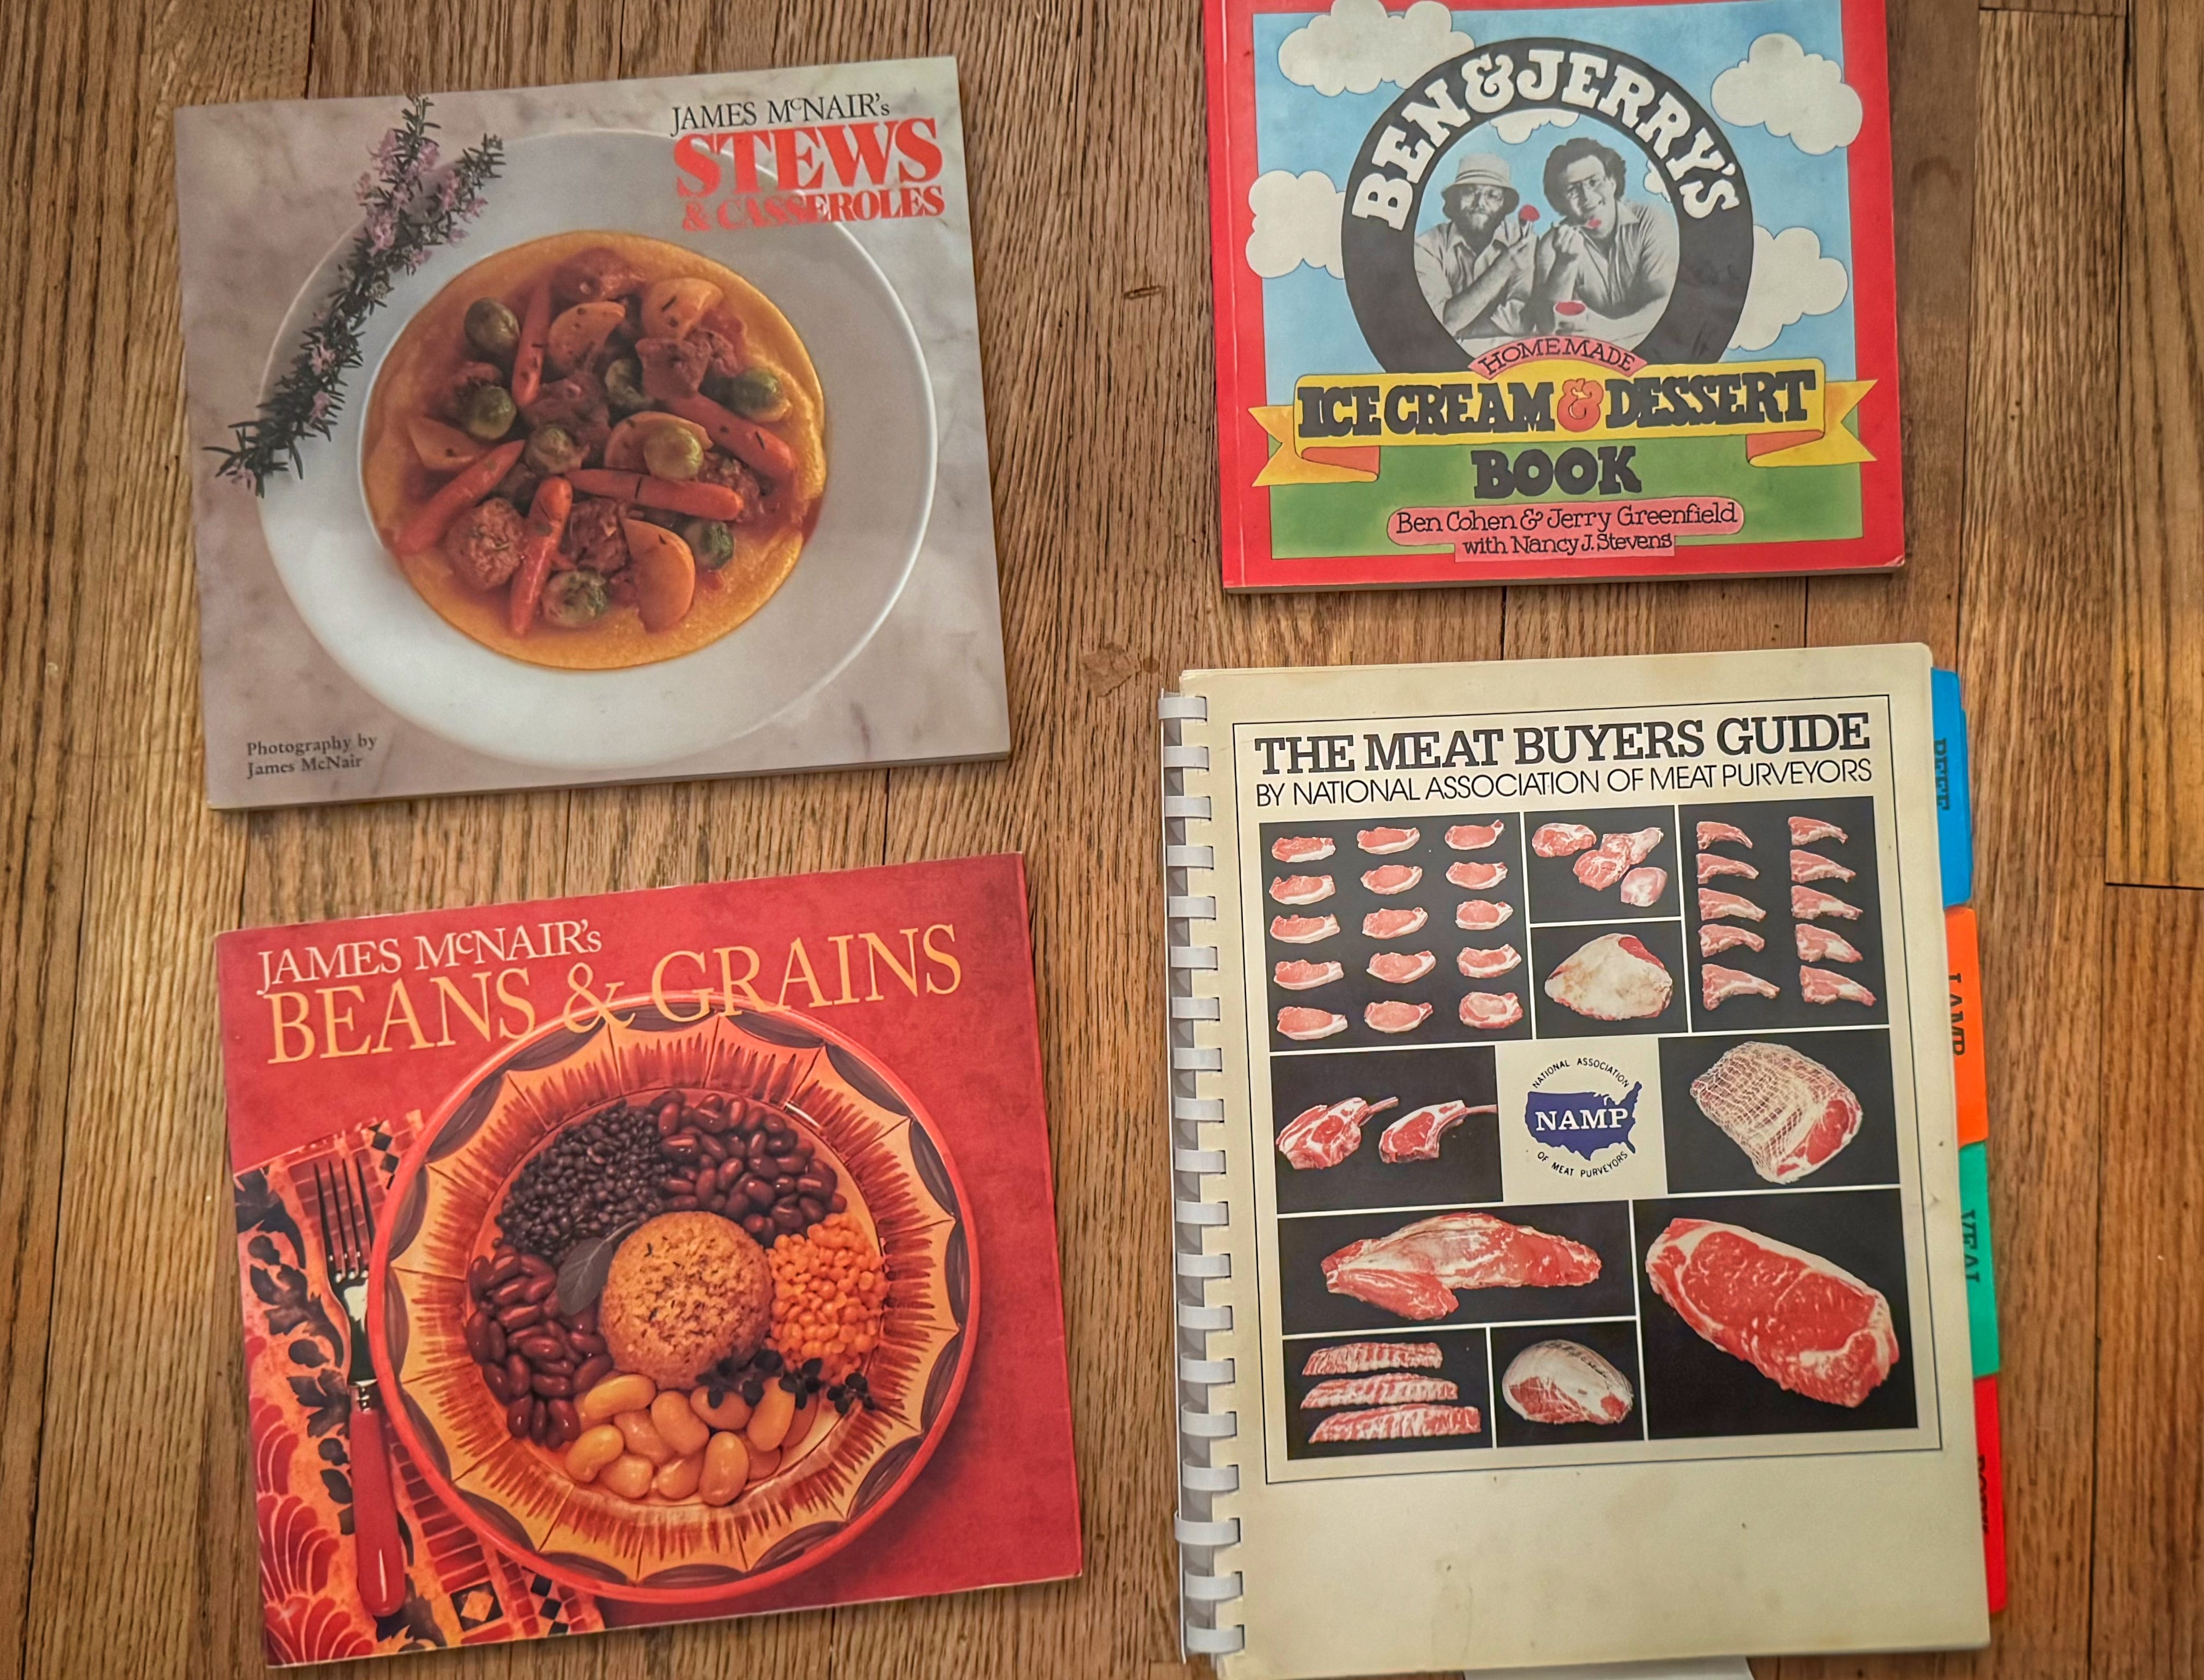 JAMES McNAIR's
STEWS
& CASSEROLES
Photography by
James McNair
BEN & JERRY'S
HOMEMADE
ICE CREAM & DESSERT
BOOK
Ben Cohen & Jerry Greenfield
with Nancy J. Stevens
JAMES McNAIR's
BEANS & GRAINS
THE MEAT BUYERS GUIDE
BY NATIONAL ASSOCIATION OF MEAT PURVEYORS
NATIONAL ASSOCIATION
NAMP
OF MEAT PURVEYORS
BEEF
LAMB
VEAL